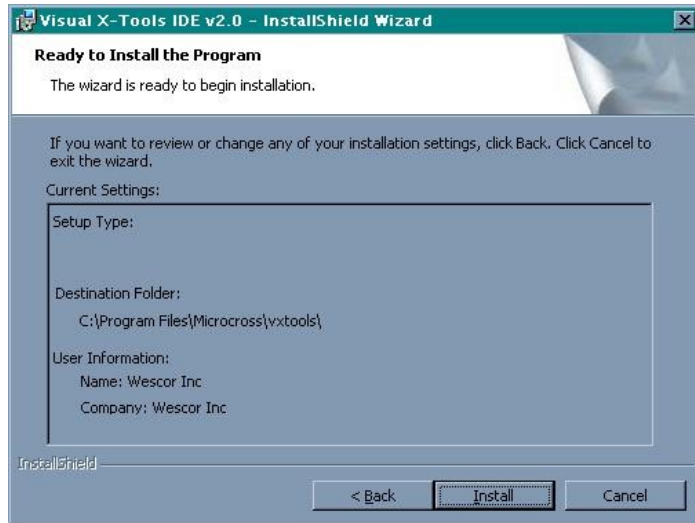 Visual X-Tools IDE v2.0 - InstallShield Wizard
Ready to Install the Program
The wizard is ready to begin installation.
If you want to review or change any of your installation settings, click Back. Click Cancel to
exit the wizard.
Current Settings:
Setup Type:
Destination Folder:
C:\Program Files\Microcross\vxtools\
User Information:
Name: Wescor Inc
Company: Wescor Inc
InstallShield
< Back
Install
Cancel